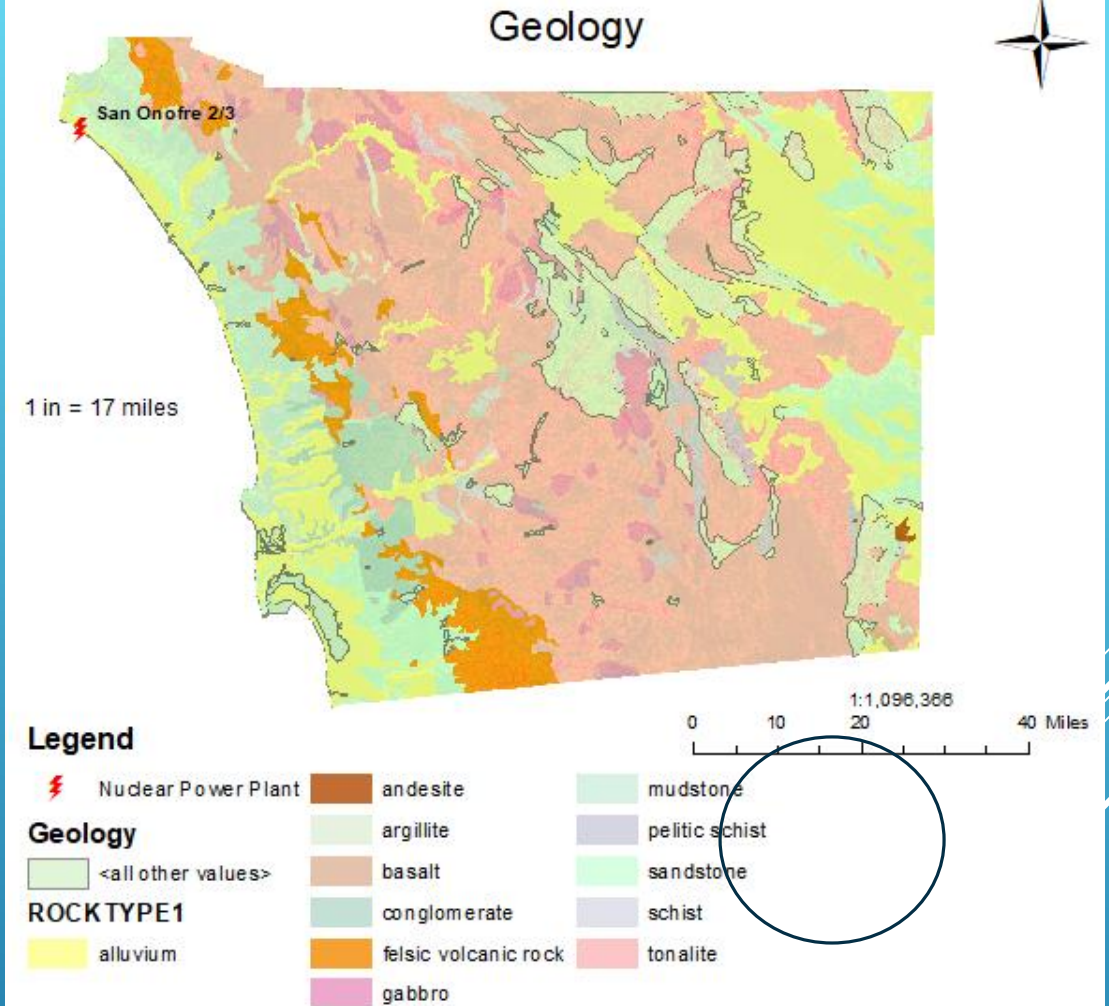 Geology
San Onofre 2/3
1 in = 17 miles
1:1,096,366
0 10 20 40 Miles
Legend
Nuclear Power Plant
Geology
<all other values>
ROCKTYPE1
alluvium
andesite
argillite
basalt
conglomerate
felsic volcanic rock
gabbro
mudstone
pelitic schist
sandstone
schist
tonalite